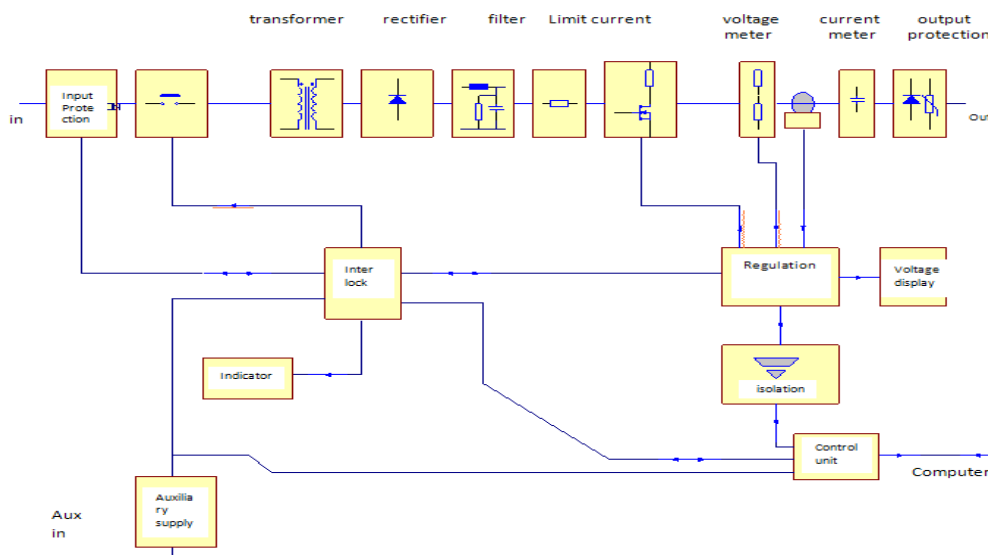 transformer
rectifier
filter
Limit current
voltage
meter
current
meter
output
protection
Input
Prote
ction
in
Out
Inter
lock
Regulation
Voltage
display
Indicator
isolation
Control
unit
Computer
Auxilia
ry
supply
Aux
in